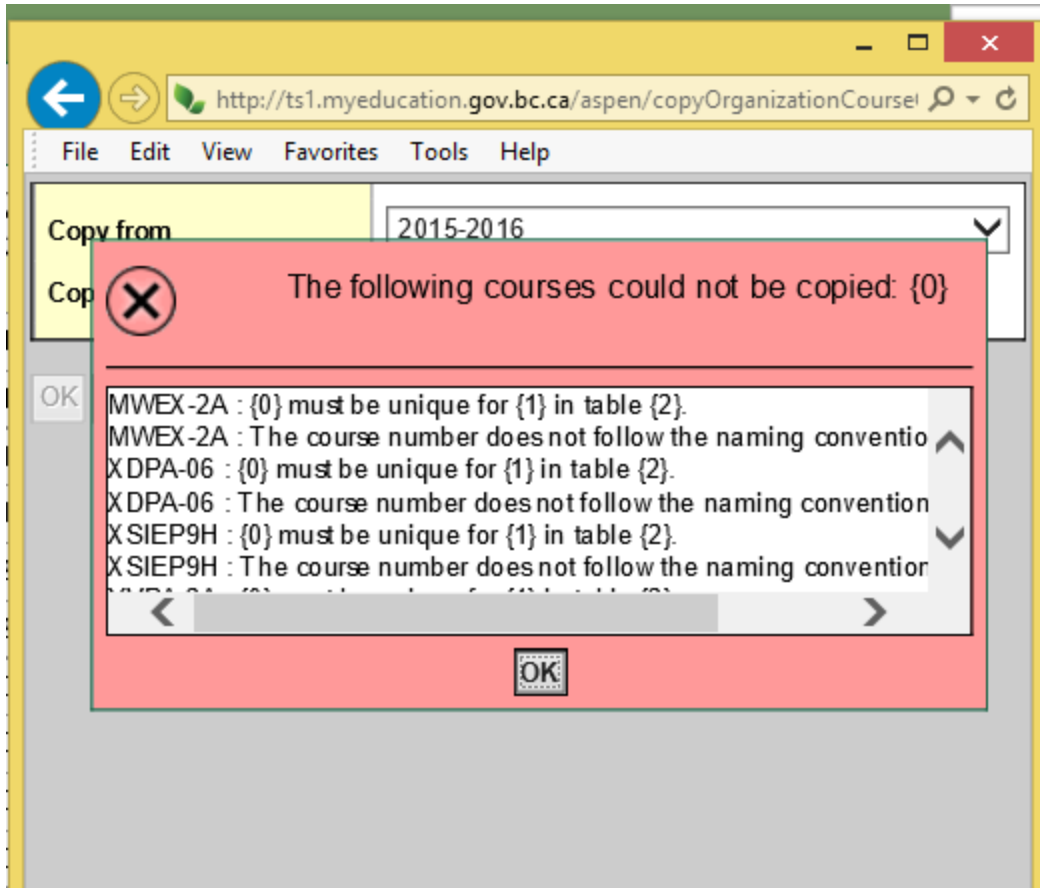 http://ts1.myeducation.gov.bc.ca/aspen/copyOrganizationCourse
File Edit View Favorites Tools Help
Copy from 2015-2016
Cop
The following courses could not be copied: {0}
OK
MWEX-2A : {0} must be unique for {1} in table {2}.
MWEX-2A : The course number does not follow the naming conventio
XDPA-06 : {0} must be unique for {1} in table {2}.
XDPA-06 : The course number does not follow the naming convention
XSIEP9H : {0} must be unique for {1} in table {2}.
XSIEP9H : The course number does not follow the naming convention
OK